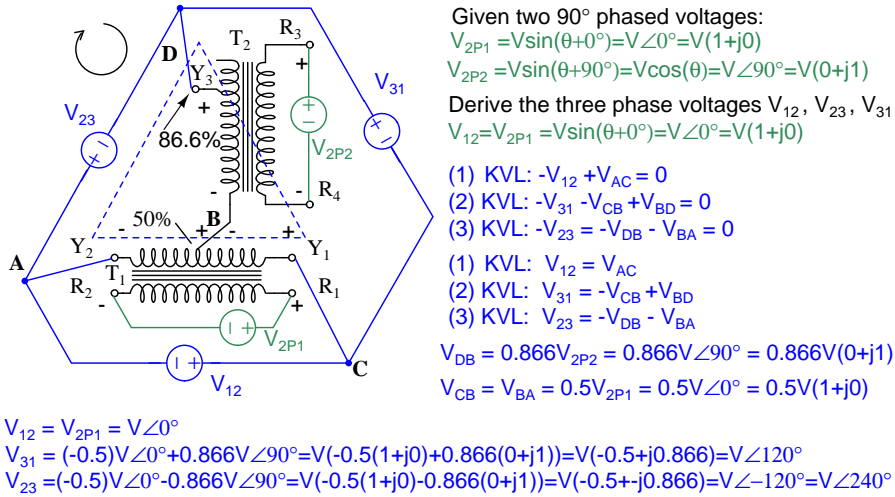 D
T2
R3
Y3
+
+
V31
V23
86.6%
V2P2
-
-
R4
50%
B
- + - +
Y2
Y1
A
T1
R2
R1
-
+
V2P1
C
V12
Given two 90° phased voltages:
V2P1 =Vsin(θ+0°)=V∠0°=V(1+j0)
V2P2 =Vsin(θ+90°)=Vcos(θ)=V∠90°=V(0+j1)
Derive the three phase voltages V12, V23, V31
V12=V2P1 =Vsin(θ+0°)=V∠0°=V(1+j0)
(1) KVL: -V12 +VAC = 0
(2) KVL: -V31 -VCB +VBD = 0
(3) KVL: -V23 = -VDB - VBA = 0
(1) KVL: V12 = VAC
(2) KVL: V31 = -VCB +VBD
(3) KVL: V23 = -VDB - VBA
VDB = 0.866V2P2 = 0.866V∠90° = 0.866V(0+j1)
VCB = VBA = 0.5V2P1 = 0.5V∠0° = 0.5V(1+j0)
V12 = V2P1 = V∠0°
V31 = (-0.5)V∠0°+0.866V∠90°=V(-0.5(1+j0)+0.866(0+j1))=V(-0.5+j0.866)=V∠120°
V23 =(-0.5)V∠0°-0.866V∠90°=V(-0.5(1+j0)-0.866(0+j1))=V(-0.5+-j0.866)=V∠−120°=V∠240°